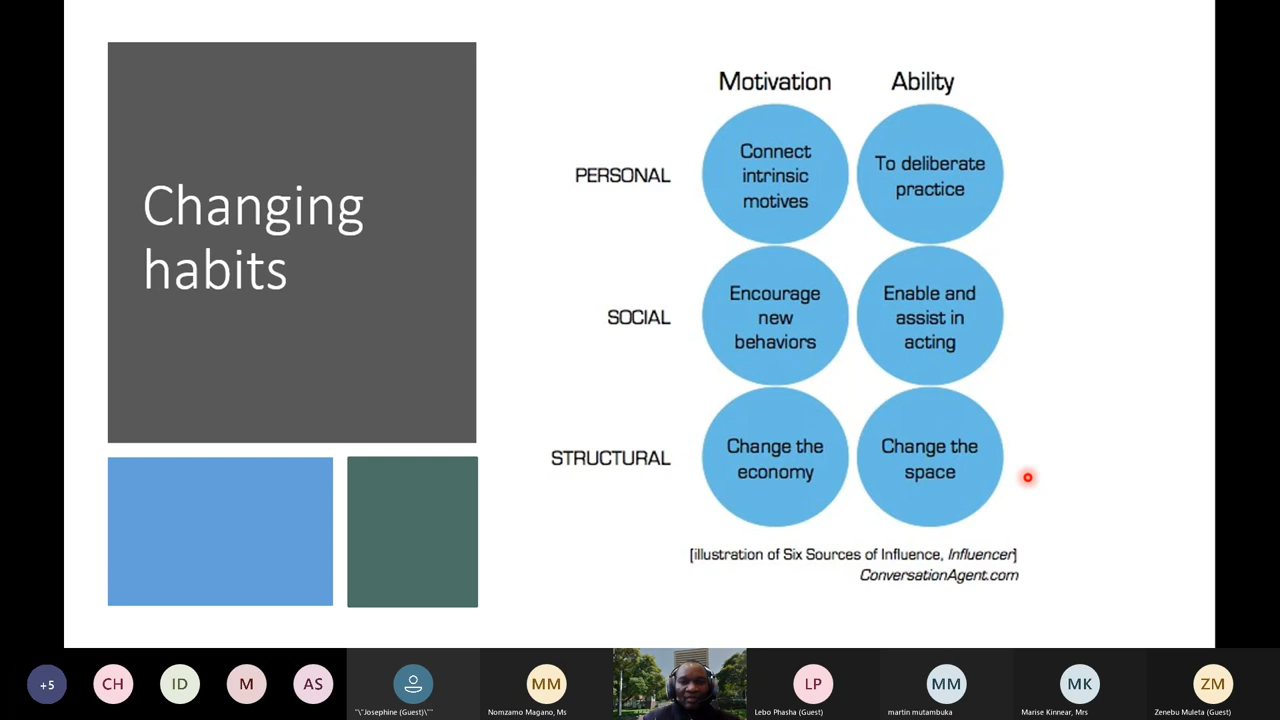 Changing
habits
Motivation
Ability
PERSONAL
Connect
intrinsic
motives
To deliberate
practice
SOCIAL
Encourage
new
behaviors
Enable and
assist in
acting
STRUCTURAL
Change the
economy
Change the
space
[illustration of Six Sources of Influence, Influencer]
ConversationAgent.com
+5
CH
ID
M
AS
"\"Josephine (Guest)\""
MM
Nomzamo Magano, Ms
LP
Lebo Phasha (Guest)
MM
martin mutambuka
MK
Marise Kinnear, Mrs
ZM
Zenebu Muleta (Guest)